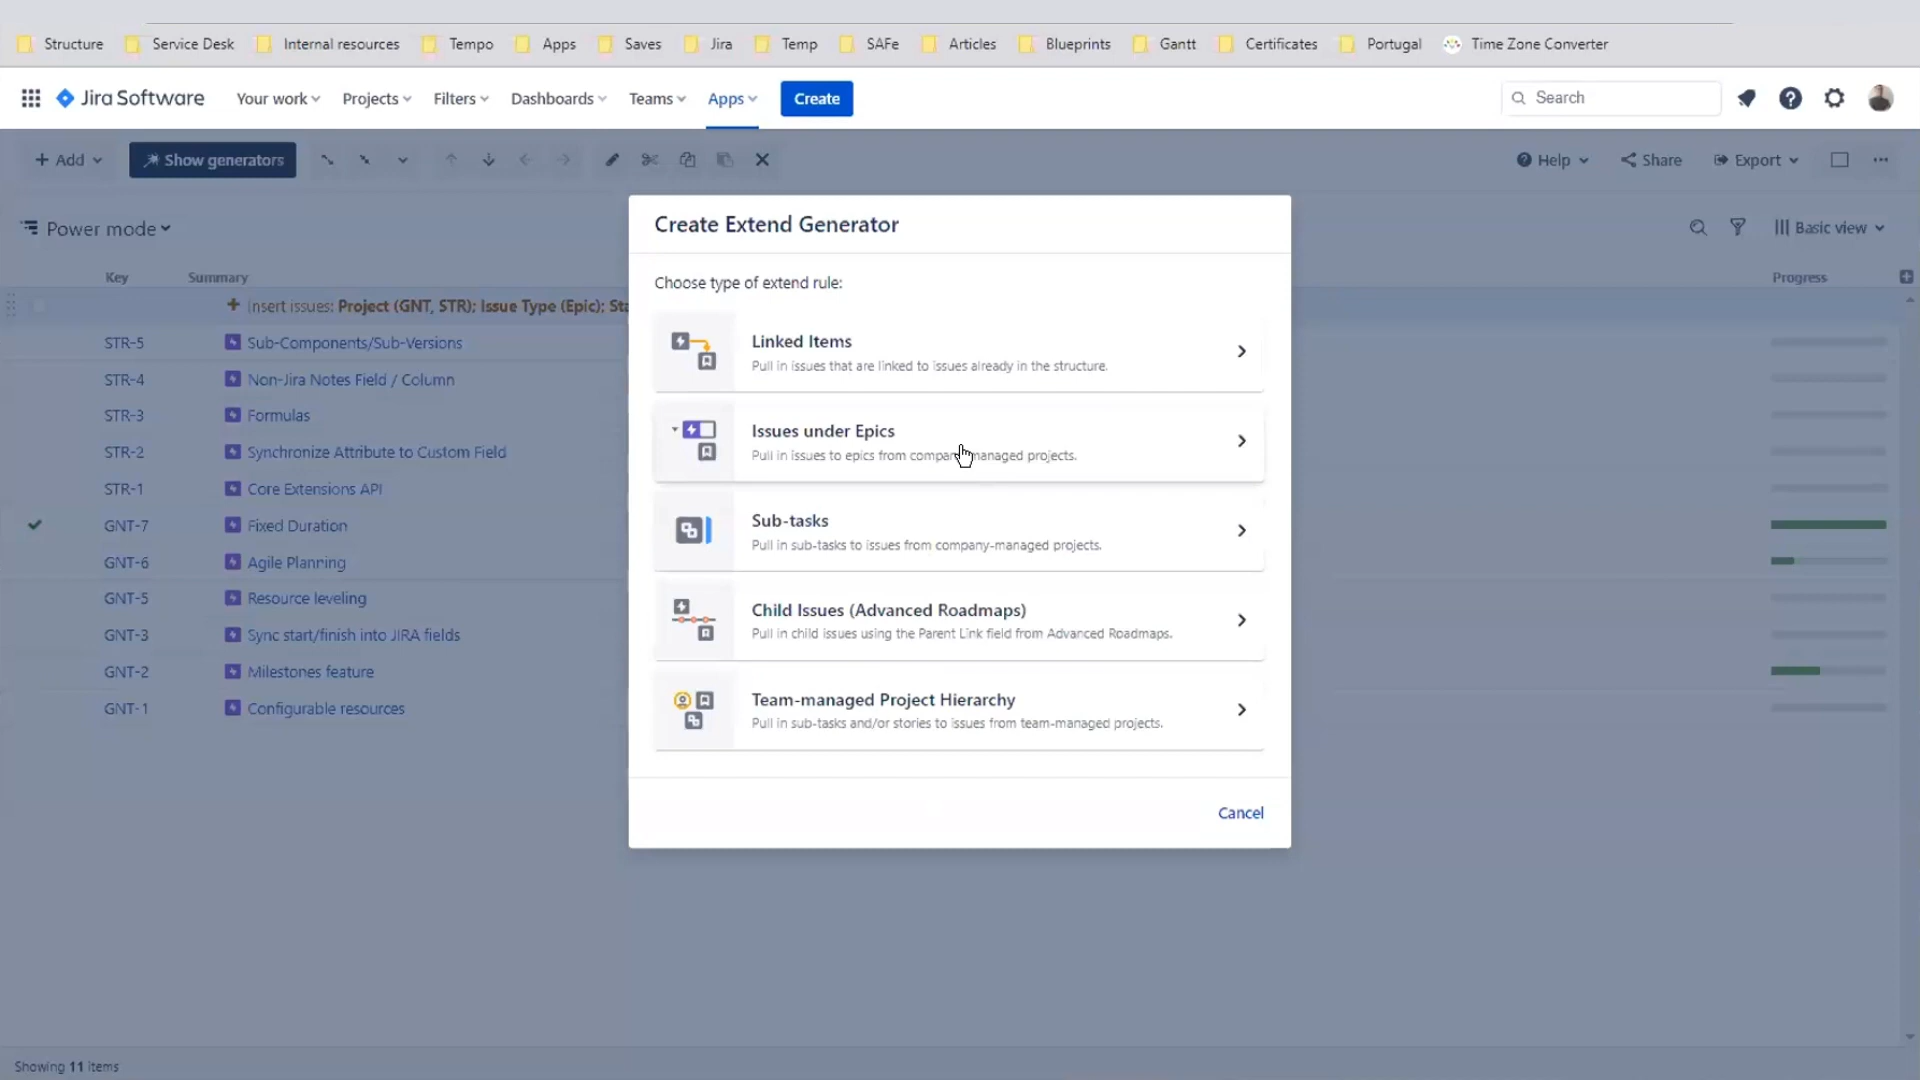 Structure Service Desk Internal resources Tempo Apps Saves Jira Temp SAFe Articles Blueprints Gantt Certificates Portugal Time Zone Converter
Jira Software Your work Projects Filters Dashboards Teams Apps Create Search
+ Add Show generators Help Share Export
Power mode Basic view
Key Summary Progress
Insert issues: Project (GNT, STR); Issue Type (Epic);
STR-5 Sub-Components/Sub-Versions
STR-4 Non-Jira Notes Field / Column
STR-3 Formulas
STR-2 Synchronize Attribute to Custom Field
STR-1 Core Extensions API
GNT-7 Fixed Duration
GNT-6 Agile Planning
GNT-5 Resource leveling
GNT-3 Sync start/finish into JIRA fields
GNT-2 Milestones feature
GNT-1 Configurable resources
Create Extend Generator
Choose type of extend rule:
Linked Items
Pull in issues that are linked to issues already in the structure.
Issues under Epics
Pull in issues to epics from company-managed projects.
Sub-tasks
Pull in sub-tasks to issues from company-managed projects.
Child Issues (Advanced Roadmaps)
Pull in child issues using the Parent Link field from Advanced Roadmaps.
Team-managed Project Hierarchy
Pull in sub-tasks and/or stories to issues from team-managed projects.
Cancel
Showing 11 items